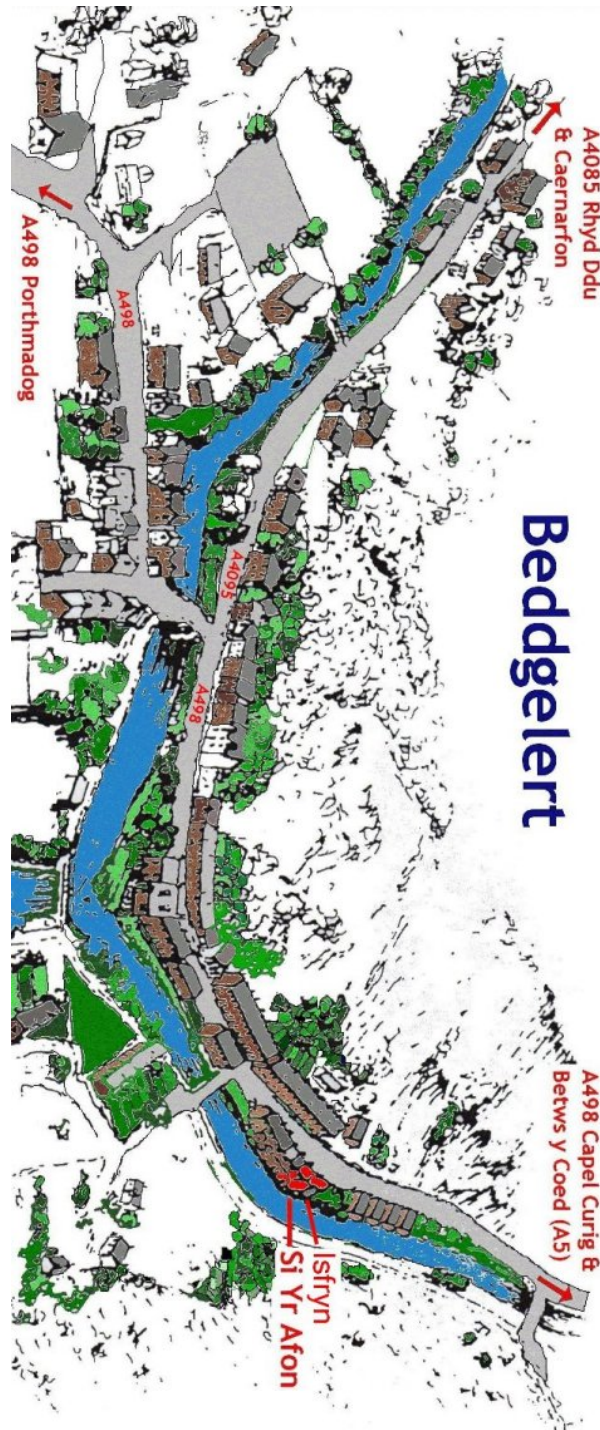 Beddgelert
A4085 Rhyd Ddu
& Caernarfon
A498 Capel Curig &
Betws y Coed (A5)
A4095
A498
A498
A498 Porthmadog
Isfryn
Si Yr Afon